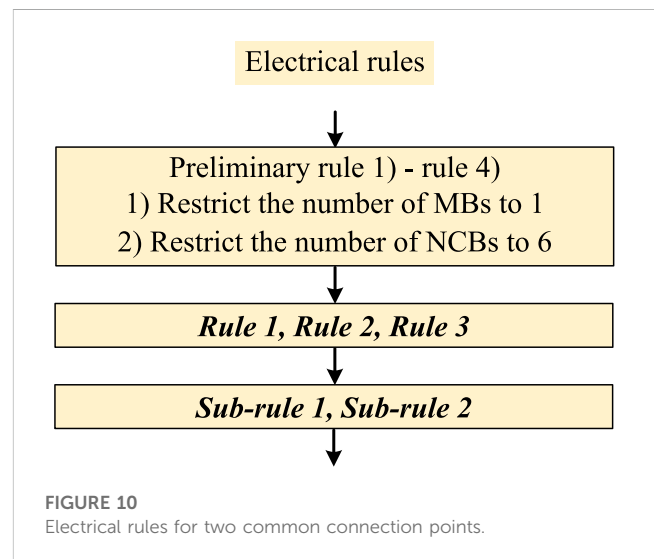 Electrical rules
Preliminary rule 1) - rule 4)
1) Restrict the number of MBs to 1
2) Restrict the number of NCBs to 6
Rule 1, Rule 2, Rule 3
Sub-rule 1, Sub-rule 2
FIGURE 10
Electrical rules for two common connection points.